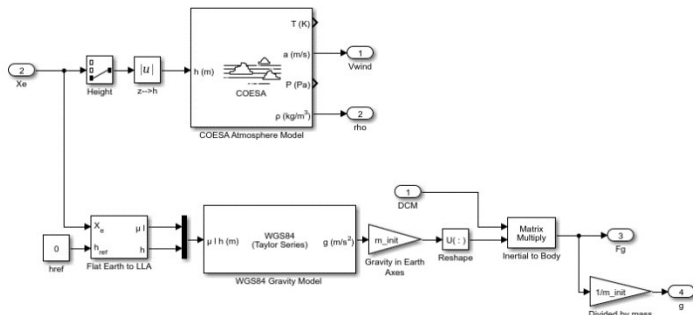 T (K)
2
Xe
Height
|u|
z-->h
h (m)
COESA
a (m/s)
1
Vwind
P (Pa)
ρ (kg/m³)
2
rho
COESA Atmosphere Model
1
DCM
Xₑ
μ l
0
href
h_ref
h
Flat Earth to LLA
μ l h (m)
WGS84
(Taylor Series)
g (m/s²)
WGS84 Gravity Model
m_init
Gravity in Earth
Axes
U( : )
Reshape
Matrix
Multiply
Inertial to Body
3
Fg
1/m_init
Divided by mass
4
g